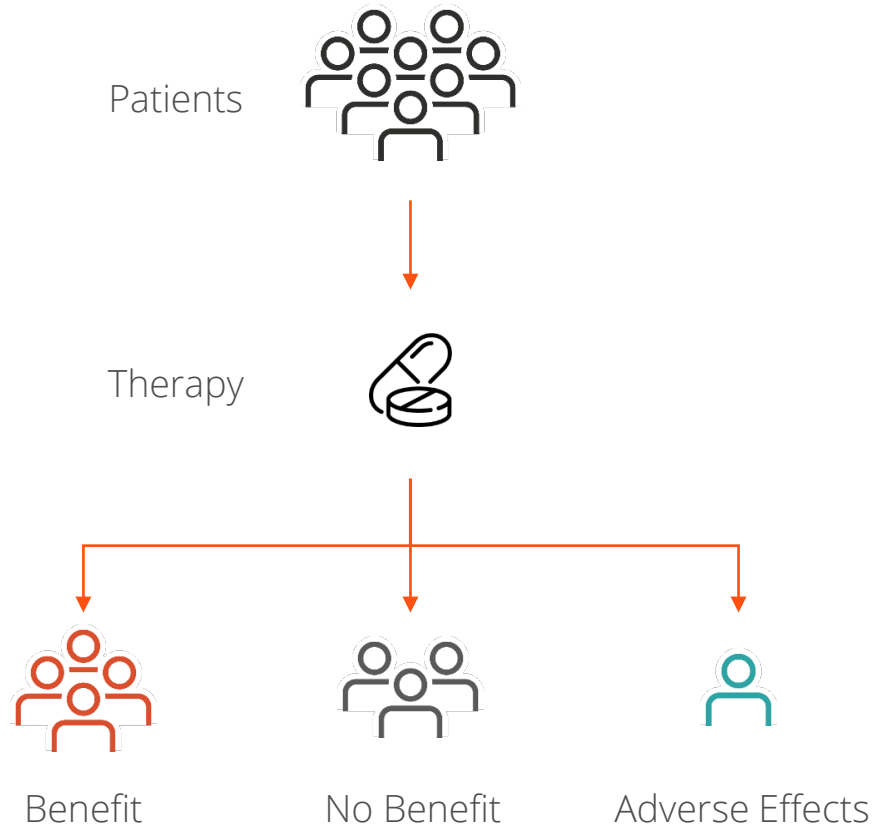 Patients
Therapy
Benefit
No Benefit
Adverse Effects